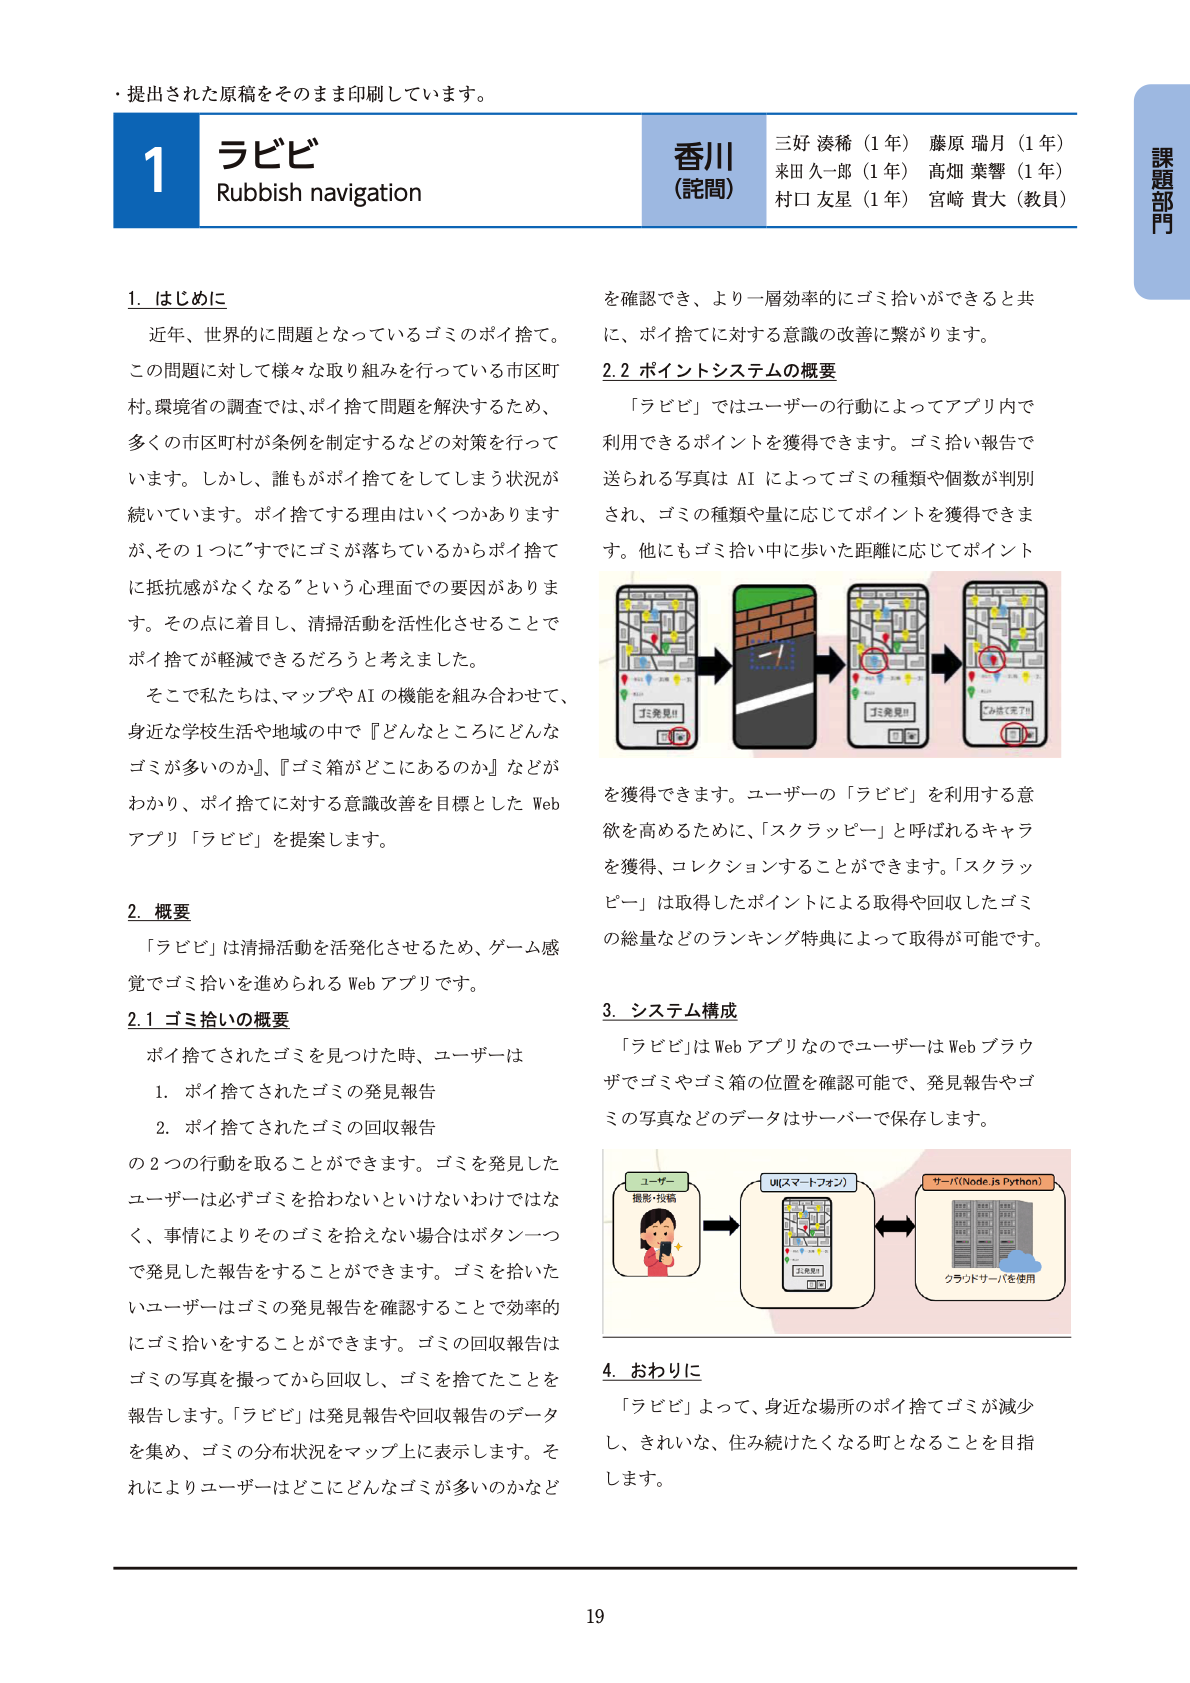 ・提出された原稿をそのまま印刷しています。
課題部門
1
ラビビ
Rubbish navigation
香川
(詫間)
三好 湊稀（1 年） 藤原 瑞月（1 年）
来田 久一郎（1 年） 髙畑 葉響（1 年）
村口 友星（1 年） 宮﨑 貴大（教員）
1. はじめに
近年、世界的に問題となっているゴミのポイ捨て。
この問題に対して様々な取り組みを行っている市区町
村。環境省の調査では、ポイ捨て問題を解決するため、
多くの市区町村が条例を制定するなどの対策を行って
います。しかし、誰もがポイ捨てをしてしまう状況が
続いています。ポイ捨てする理由はいくつかあります
が、その 1 つに"すでにゴミが落ちているからポイ捨て
に抵抗感がなくなる"という心理面での要因がありま
す。その点に着目し、清掃活動を活性化させることで
ポイ捨てが軽減できるだろうと考えました。
そこで私たちは、マップや AI の機能を組み合わせて、
身近な学校生活や地域の中で『どんなところにどんな
ゴミが多いのか』、『ゴミ箱がどこにあるのか』などが
わかり、ポイ捨てに対する意識改善を目標とした Web
アプリ「ラビビ」を提案します。
2. 概要
「ラビビ」は清掃活動を活発化させるため、ゲーム感
覚でゴミ拾いを進められる Web アプリです。
2.1 ゴミ拾いの概要
ポイ捨てされたゴミを見つけた時、ユーザーは
1. ポイ捨てされたゴミの発見報告
2. ポイ捨てされたゴミの回収報告
の 2 つの行動を取ることができます。ゴミを発見した
ユーザーは必ずゴミを拾わないといけないわけではな
く、事情によりそのゴミを拾えない場合はボタン一つ
で発見した報告をすることができます。ゴミを拾いた
いユーザーはゴミの発見報告を確認することで効率的
にゴミ拾いをすることができます。ゴミの回収報告は
ゴミの写真を撮ってから回収し、ゴミを捨てたことを
報告します。「ラビビ」は発見報告や回収報告のデータ
を集め、ゴミの分布状況をマップ上に表示します。そ
れによりユーザーはどこにどんなゴミが多いのかなど
を確認でき、より一層効率的にゴミ拾いができると共
に、ポイ捨てに対する意識の改善に繋がります。
2.2 ポイントシステムの概要
「ラビビ」ではユーザーの行動によってアプリ内で
利用できるポイントを獲得できます。ゴミ拾い報告で
送られる写真は AI によってゴミの種類や個数が判別
され、ゴミの種類や量に応じてポイントを獲得できま
す。他にもゴミ拾い中に歩いた距離に応じてポイント
ゴミ発見!!
ゴミ発見!!
ごみ捨て完了!!
を獲得できます。ユーザーの「ラビビ」を利用する意
欲を高めるために、「スクラッピー」と呼ばれるキャラ
を獲得、コレクションすることができます。「スクラッ
ピー」は取得したポイントによる取得や回収したゴミ
の総量などのランキング特典によって取得が可能です。
3. システム構成
「ラビビ」は Web アプリなのでユーザーは Web ブラウ
ザでゴミやゴミ箱の位置を確認可能で、発見報告やゴ
ミの写真などのデータはサーバーで保存します。
ユーザー
撮影・投稿
UI(スマートフォン)
ゴミ発見!!
サーバ(Node.js Python)
クラウドサーバを使用
4. おわりに
「ラビビ」よって、身近な場所のポイ捨てゴミが減少
し、きれいな、住み続けたくなる町となることを目指
します。
19